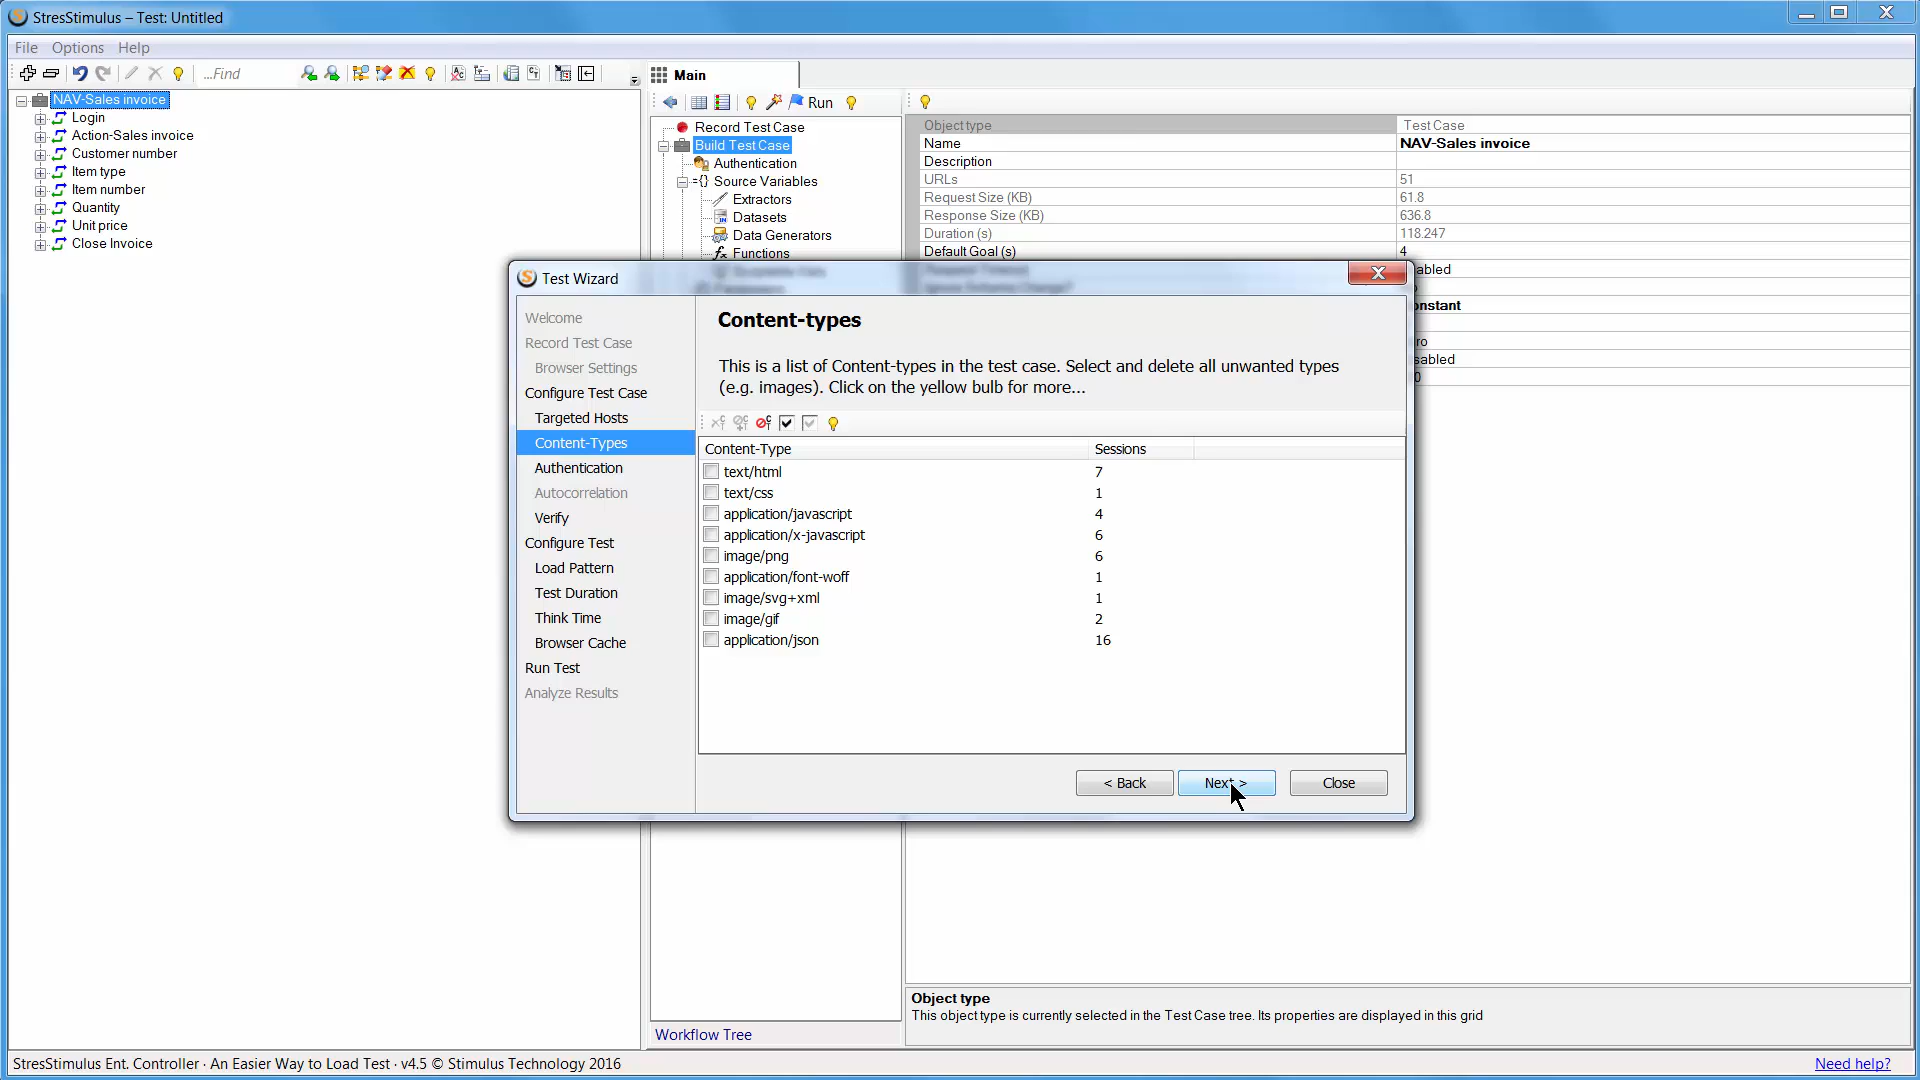 StresStimulus – Test: Untitled
File Options Help
...Find
Main
Run
NAV-Sales invoice
Login
Action-Sales invoice
Customer number
Item type
Item number
Quantity
Unit price
Close Invoice
Record Test Case
Build Test Case
Authentication
Source Variables
Extractors
Datasets
Data Generators
Functions
Object type Test Case
Name NAV-Sales invoice
Description
URLs 51
Request Size (KB) 61.8
Response Size (KB) 636.8
Duration (s) 118.247
Default Goal (s) 4
abled
onstant
ro
sabled
0
Test Wizard
Welcome
Record Test Case
Browser Settings
Configure Test Case
Targeted Hosts
Content-Types
Authentication
Autocorrelation
Verify
Configure Test
Load Pattern
Test Duration
Think Time
Browser Cache
Run Test
Analyze Results
Content-types
This is a list of Content-types in the test case. Select and delete all unwanted types
(e.g. images). Click on the yellow bulb for more...
Content-Type Sessions
text/html 7
text/css 1
application/javascript 4
application/x-javascript 6
image/png 6
application/font-woff 1
image/svg+xml 1
image/gif 2
application/json 16
< Back Next > Close
Workflow Tree
Object type
This object type is currently selected in the Test Case tree. Its properties are displayed in this grid
StresStimulus Ent. Controller · An Easier Way to Load Test · v4.5 © Stimulus Technology 2016
Need help?